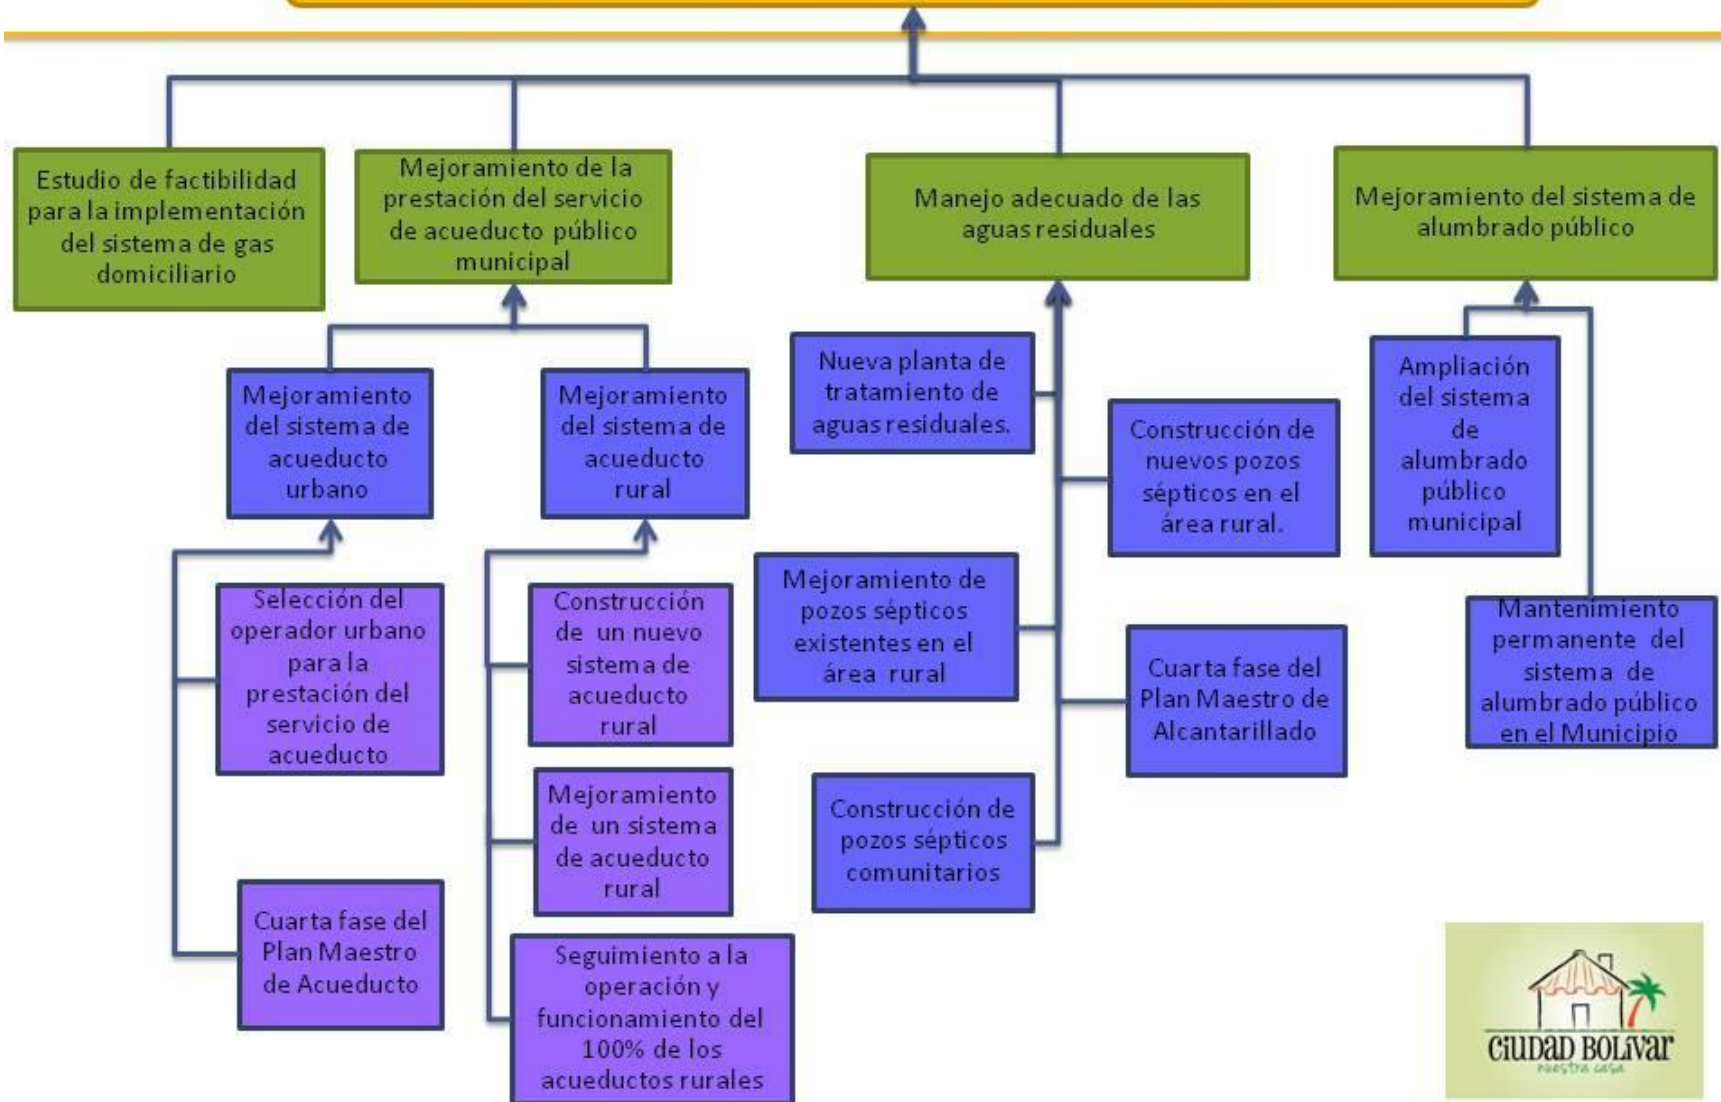 Estudio de factibilidad
para la implementación
del sistema de gas
domiciliario
Mejoramiento de la
prestación del servicio
de acueducto público
municipal
Manejo adecuado de las
aguas residuales
Mejoramiento del sistema de
alumbrado público
Mejoramiento
del sistema de
acueducto
urbano
Mejoramiento
del sistema de
acueducto
rural
Nueva planta de
tratamiento de
aguas residuales.
Construcción de
nuevos pozos
sépticos en el
área rural.
Ampliación
del sistema
de
alumbrado
público
municipal
Selección del
operador urbano
para la
prestación del
servicio de
acueducto
Construcción
de un nuevo
sistema de
acueducto
rural
Mejoramiento de
pozos sépticos
existentes en el
área rural
Cuarta fase del
Plan Maestro de
Alcantarillado
Mantenimiento
permanente del
sistema de
alumbrado público
en el Municipio
Mejoramiento
de un sistema
de acueducto
rural
Construcción de
pozos sépticos
comunitarios
Cuarta fase del
Plan Maestro
de Acueducto
Seguimiento a la
operación y
funcionamiento del
100% de los
acueductos rurales
CiUDAD BOLívar
nuestra casa